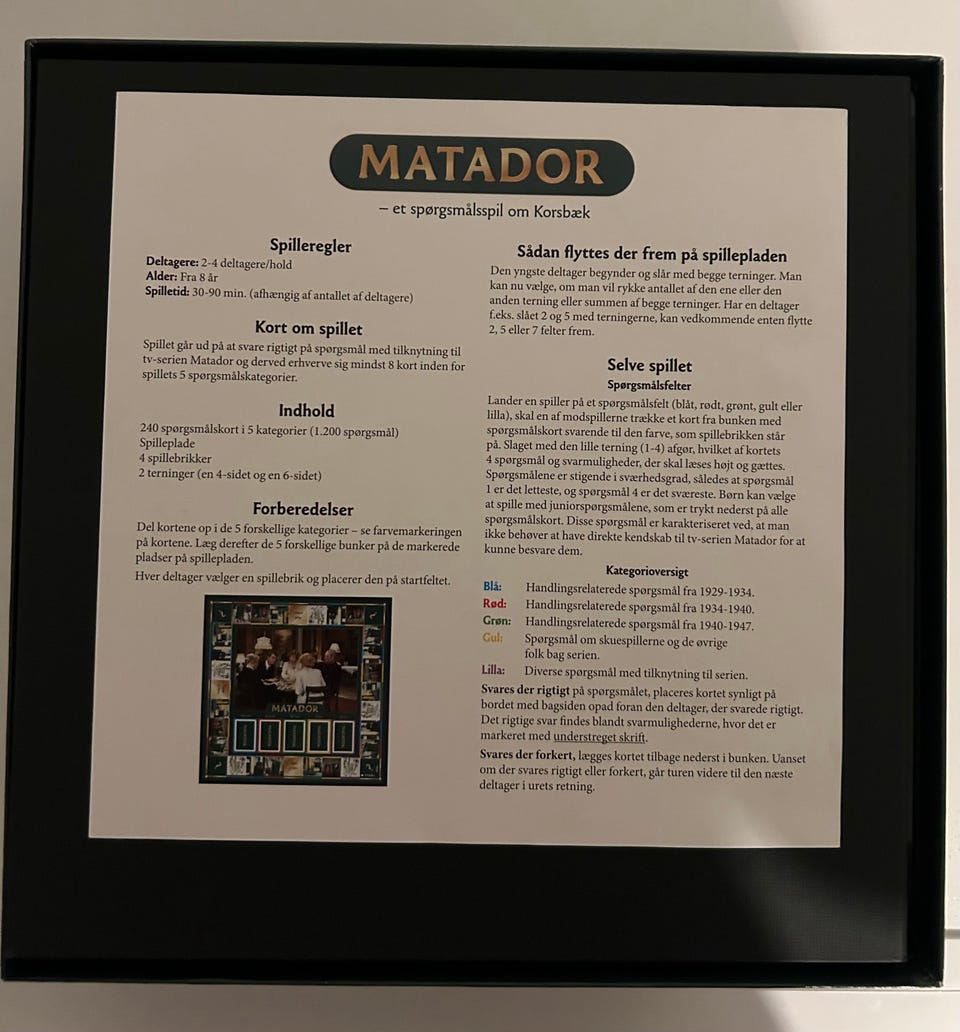 MATADOR
– et spørgsmålsspil om Korsbæk
Spilleregler
Deltagere: 2-4 deltagere/hold
Alder: Fra 8 år
Spilletid: 30-90 min. (afhængig af antallet af deltagere)
Kort om spillet
Spillet går ud på at svare rigtigt på spørgsmål med tilknytning til
tv-serien Matador og derved erhverve sig mindst 8 kort inden for
spillets 5 spørgsmålskategorier.
Indhold
240 spørgsmålskort i 5 kategorier (1.200 spørgsmål)
Spilleplade
4 spillebrikker
2 terninger (en 4-sidet og en 6-sidet)
Forberedelser
Del kortene op i de 5 forskellige kategorier – se farvemarkeringen
på kortene. Læg derefter de 5 forskellige bunker på de markerede
pladser på spillepladen.
Hver deltager vælger en spillebrik og placerer den på startfeltet.
MATADOR
Sådan flyttes der frem på spillepladen
Den yngste deltager begynder og slår med begge terninger. Man
kan nu vælge, om man vil rykke antallet af den ene eller den
anden terning eller summen af begge terninger. Har en deltager
f.eks. slået 2 og 5 med terningerne, kan vedkommende enten flytte
2, 5 eller 7 felter frem.
Selve spillet
Spørgsmålsfelter
Lander en spiller på et spørgsmålsfelt (blåt, rødt, grønt, gult eller
lilla), skal en af modspillerne trække et kort fra bunken med
spørgsmålskort svarende til den farve, som spillebrikken står
på. Slaget med den lille terning (1-4) afgør, hvilket af kortets
4 spørgsmål og svarmuligheder, der skal læses højt og gættes.
Spørgsmålene er stigende i sværhedsgrad, således at spørgsmål
1 er det letteste, og spørgsmål 4 er det sværeste. Børn kan vælge
at spille med juniorspørgsmålene, som er trykt nederst på alle
spørgsmålskort. Disse spørgsmål er karakteriseret ved, at man
ikke behøver at have direkte kendskab til tv-serien Matador for at
kunne besvare dem.
Kategorioversigt
Blå: Handlingsrelaterede spørgsmål fra 1929-1934.
Rød: Handlingsrelaterede spørgsmål fra 1934-1940.
Grøn: Handlingsrelaterede spørgsmål fra 1940-1947.
Gul: Spørgsmål om skuespillerne og de øvrige
folk bag serien.
Lilla: Diverse spørgsmål med tilknytning til serien.
Svares der rigtigt på spørgsmålet, placeres kortet synligt på
bordet med bagsiden opad foran den deltager, der svarede rigtigt.
Det rigtige svar findes blandt svarmulighederne, hvor det er
markeret med understreget skrift.
Svares der forkert, lægges kortet tilbage nederst i bunken. Uanset
om der svares rigtigt eller forkert, går turen videre til den næste
deltager i urets retning.